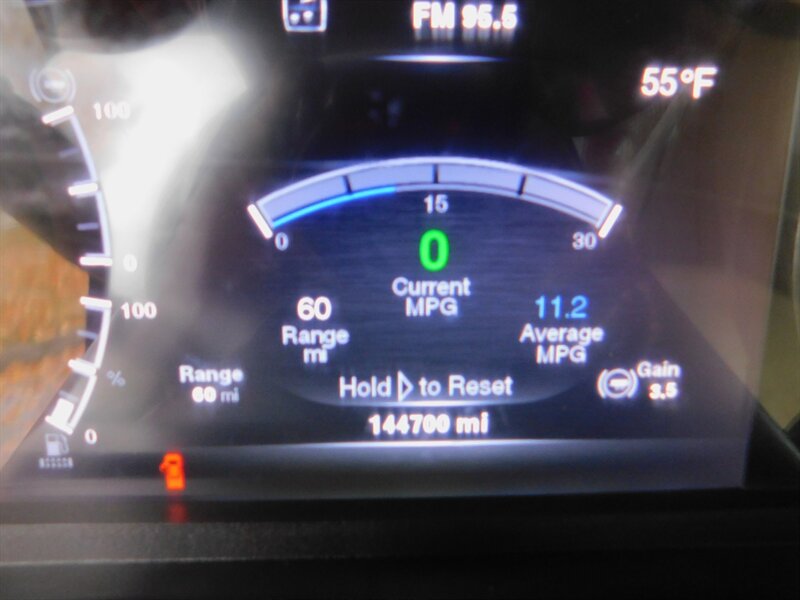 FM 95.5
55°F
100
15
0
30
0
0
Current
MPG
100
60
Range
mi
11.2
Average
MPG
%
Range
60 mi
Hold to Reset
Gain
3.5
144700 mi
0